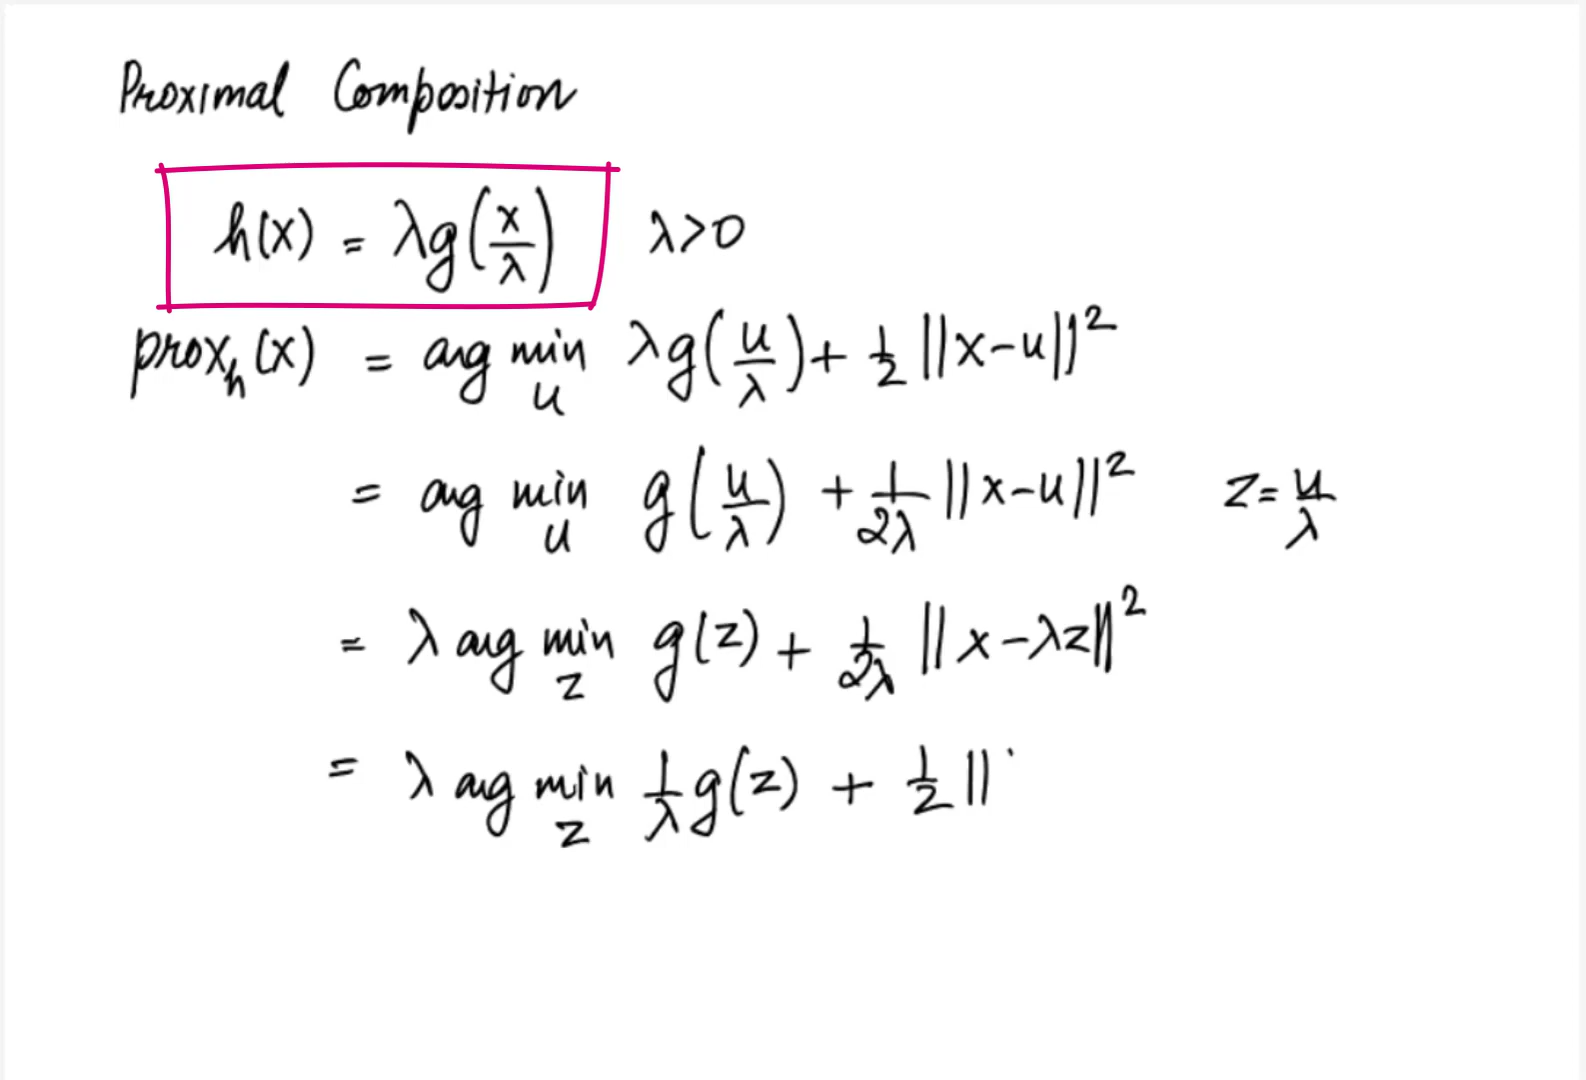 Proximal Composition
h(x) = λg(x/λ) λ>0
prox_h(x) = arg min_u λg(u/λ) + 1/2 ||x-u||²
= arg min_u g(u/λ) + 1/2λ ||x-u||² z=u/λ
= λ arg min_z g(z) + 1/2λ ||x-λz||²
= λ arg min_z 1/λ g(z) + 1/2 ||